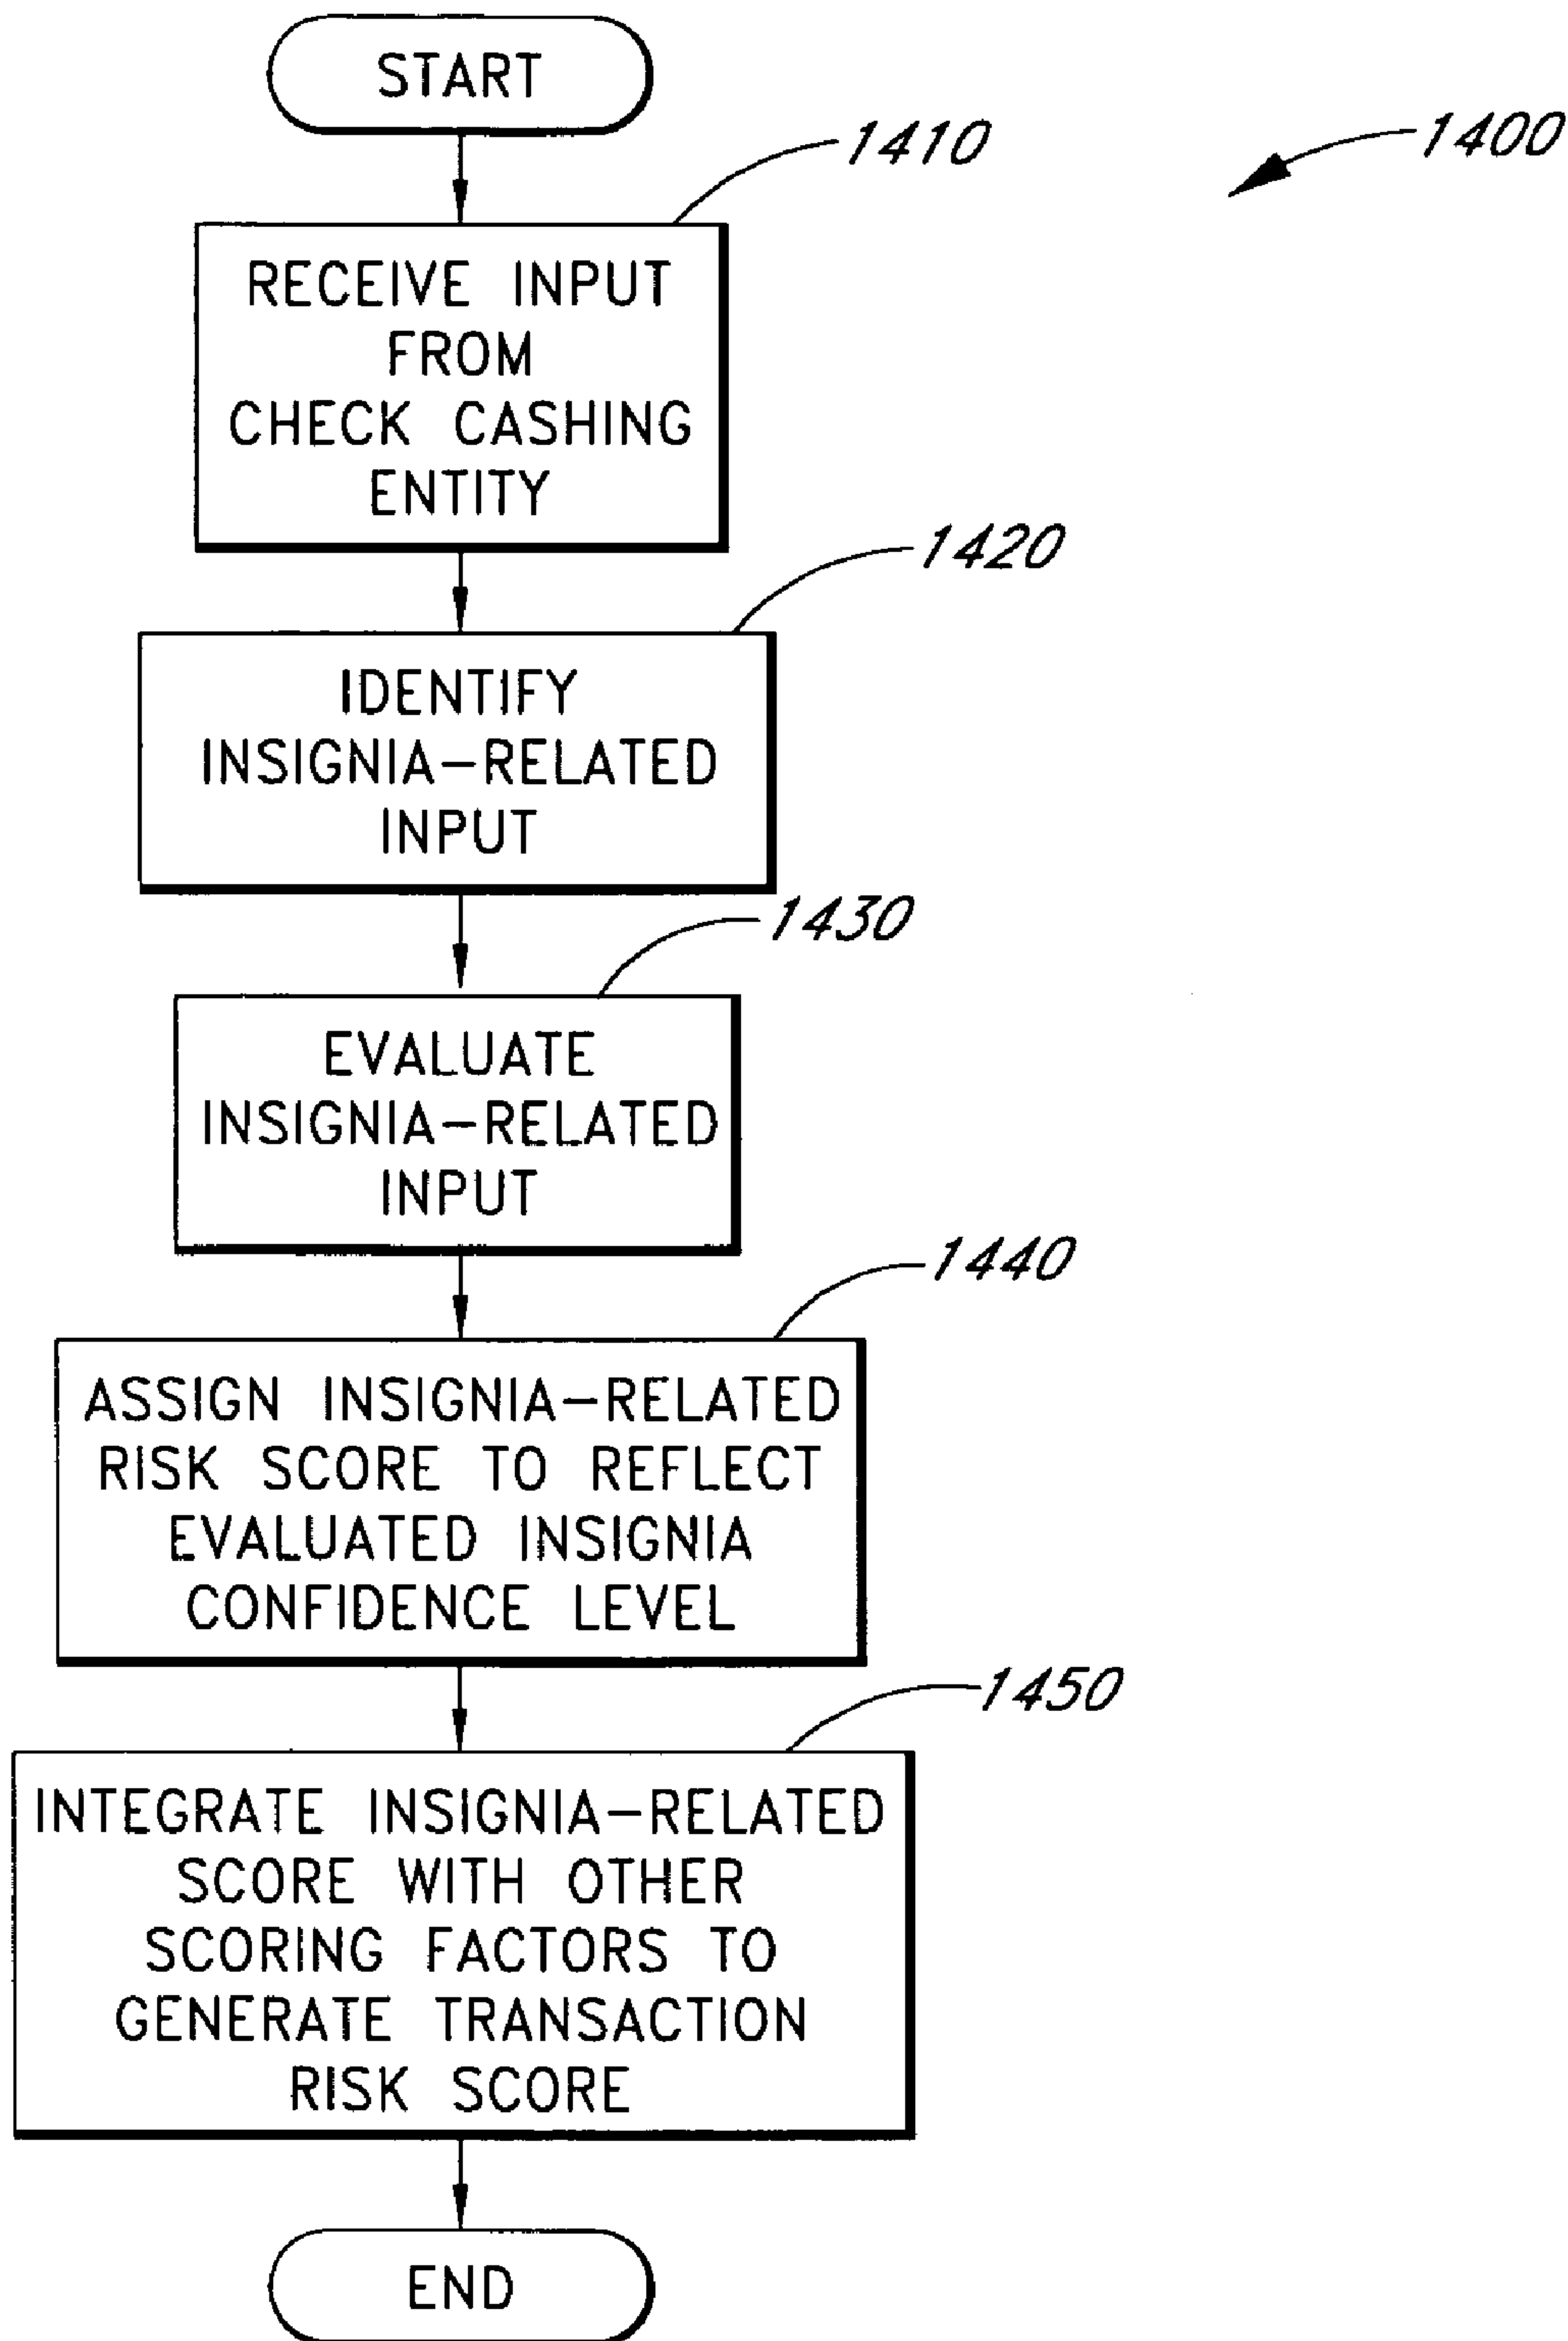 START
1410
1400
RECEIVE INPUT
FROM
CHECK CASHING
ENTITY
1420
IDENTIFY
INSIGNIA-RELATED
INPUT
1430
EVALUATE
INSIGNIA-RELATED
INPUT
1440
ASSIGN INSIGNIA-RELATED
RISK SCORE TO REFLECT
EVALUATED INSIGNIA
CONFIDENCE LEVEL
1450
INTEGRATE INSIGNIA-RELATED
SCORE WITH OTHER
SCORING FACTORS TO
GENERATE TRANSACTION
RISK SCORE
END